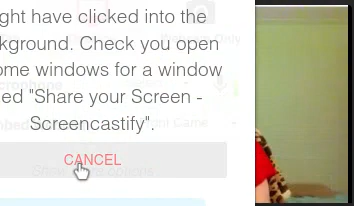 ght have clicked into the
kground. Check you open
ome windows for a window
ed "Share your Screen -
Screencastify".
CANCEL